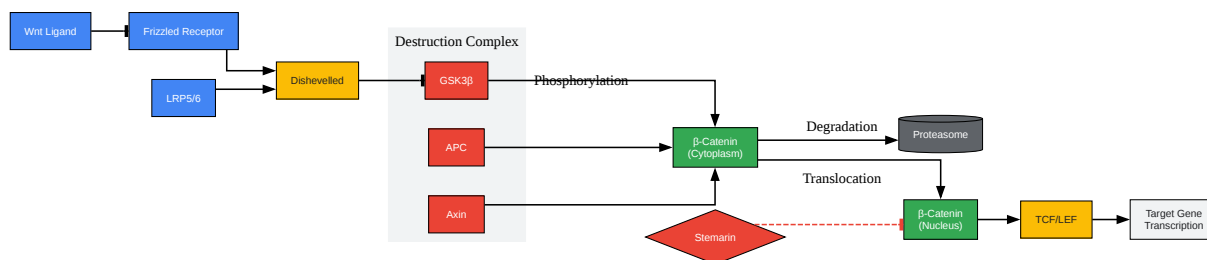 Wnt Ligand
Frizzled Receptor
LRP5/6
Dishevelled
Destruction Complex
GSK3β
APC
Axin
Phosphorylation
β-Catenin
(Cytoplasm)
Degradation
Proteasome
Translocation
Stemarin
β-Catenin
(Nucleus)
TCF/LEF
Target Gene
Transcription